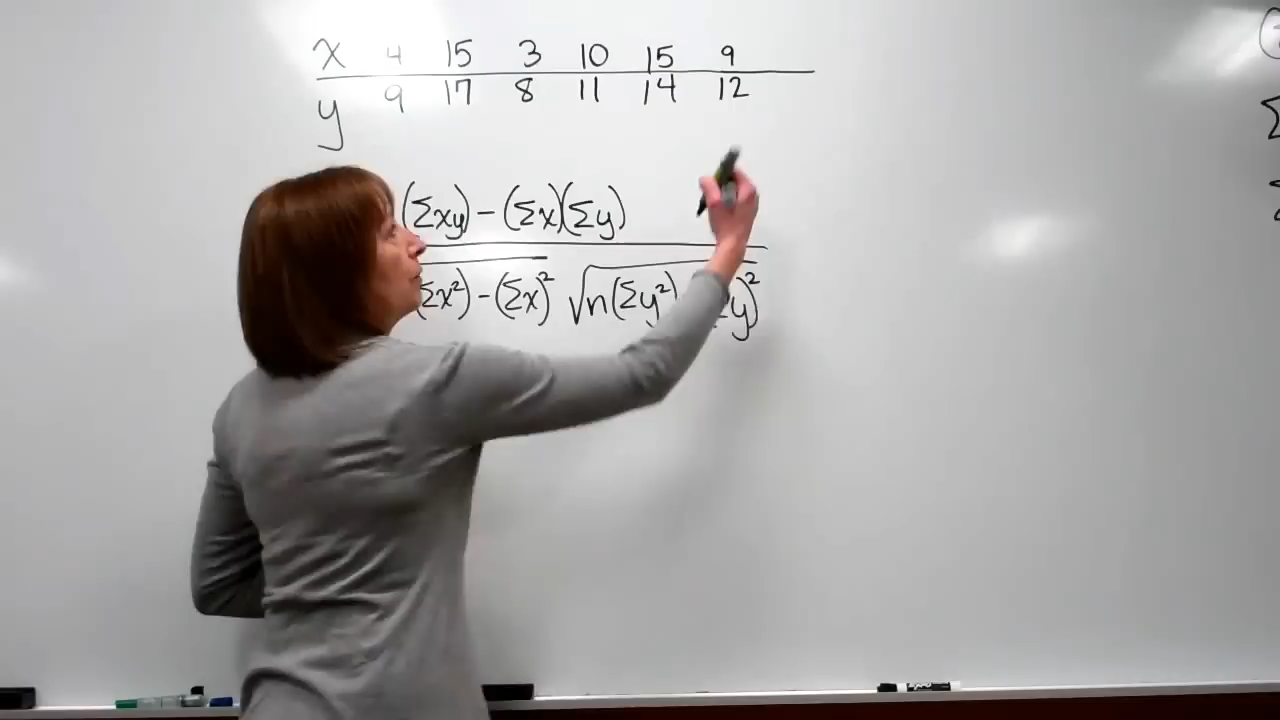 x 4 15 3 10 15 9
y 9 17 8 11 14 12
(Σxy) − (Σx)(Σy)
(Σx²) − (Σx)² √n(Σy²) y)²